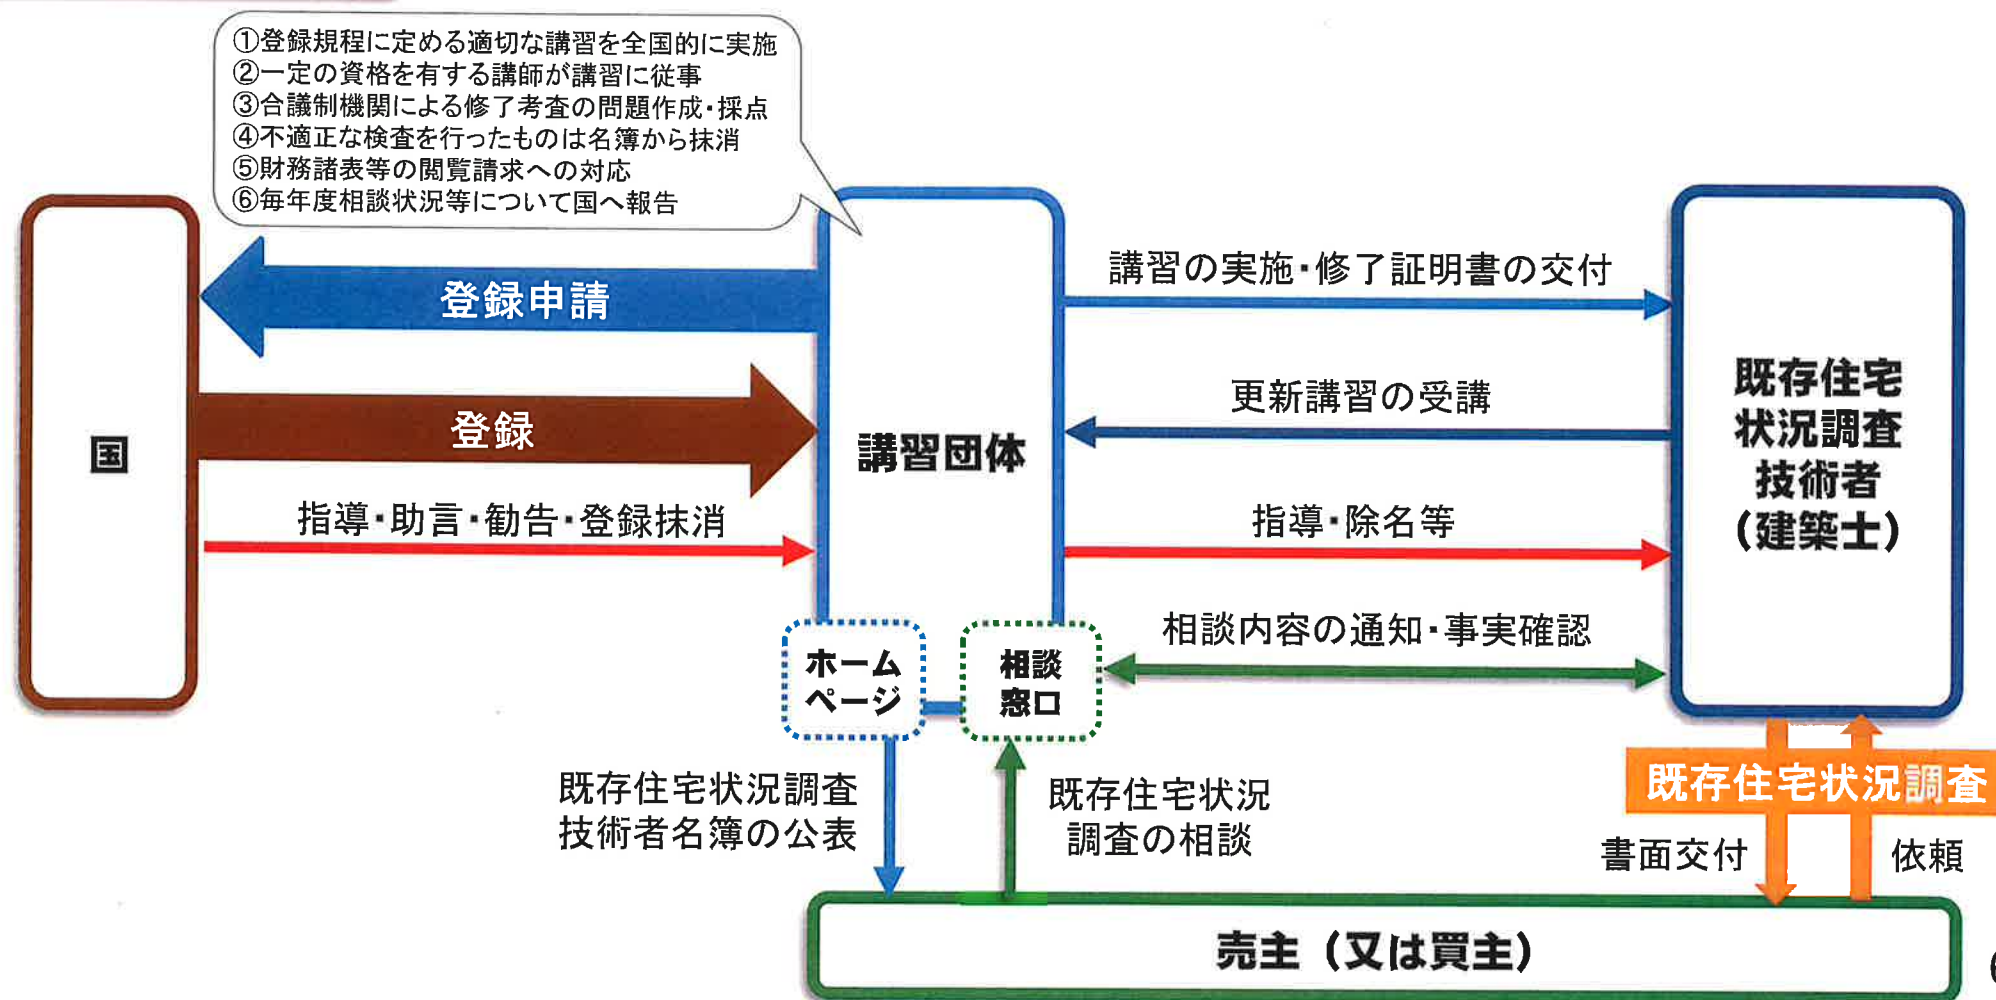 ①登録規程に定める適切な講習を全国的に実施
②一定の資格を有する講師が講習に従事
③合議制機関による修了考査の問題作成・採点
④不適正な検査を行ったものは名簿から抹消
⑤財務諸表等の閲覧請求への対応
⑥毎年度相談状況等について国へ報告
国
登録申請
登録
指導・助言・勧告・登録抹消
講習団体
講習の実施・修了証明書の交付
更新講習の受講
指導・除名等
相談内容の通知・事実確認
既存住宅
状況調査
技術者
（建築士）
ホーム
ページ
相談
窓口
既存住宅状況調査
技術者名簿の公表
既存住宅状況
調査の相談
既存住宅状況調査
書面交付
依頼
売主（又は買主）